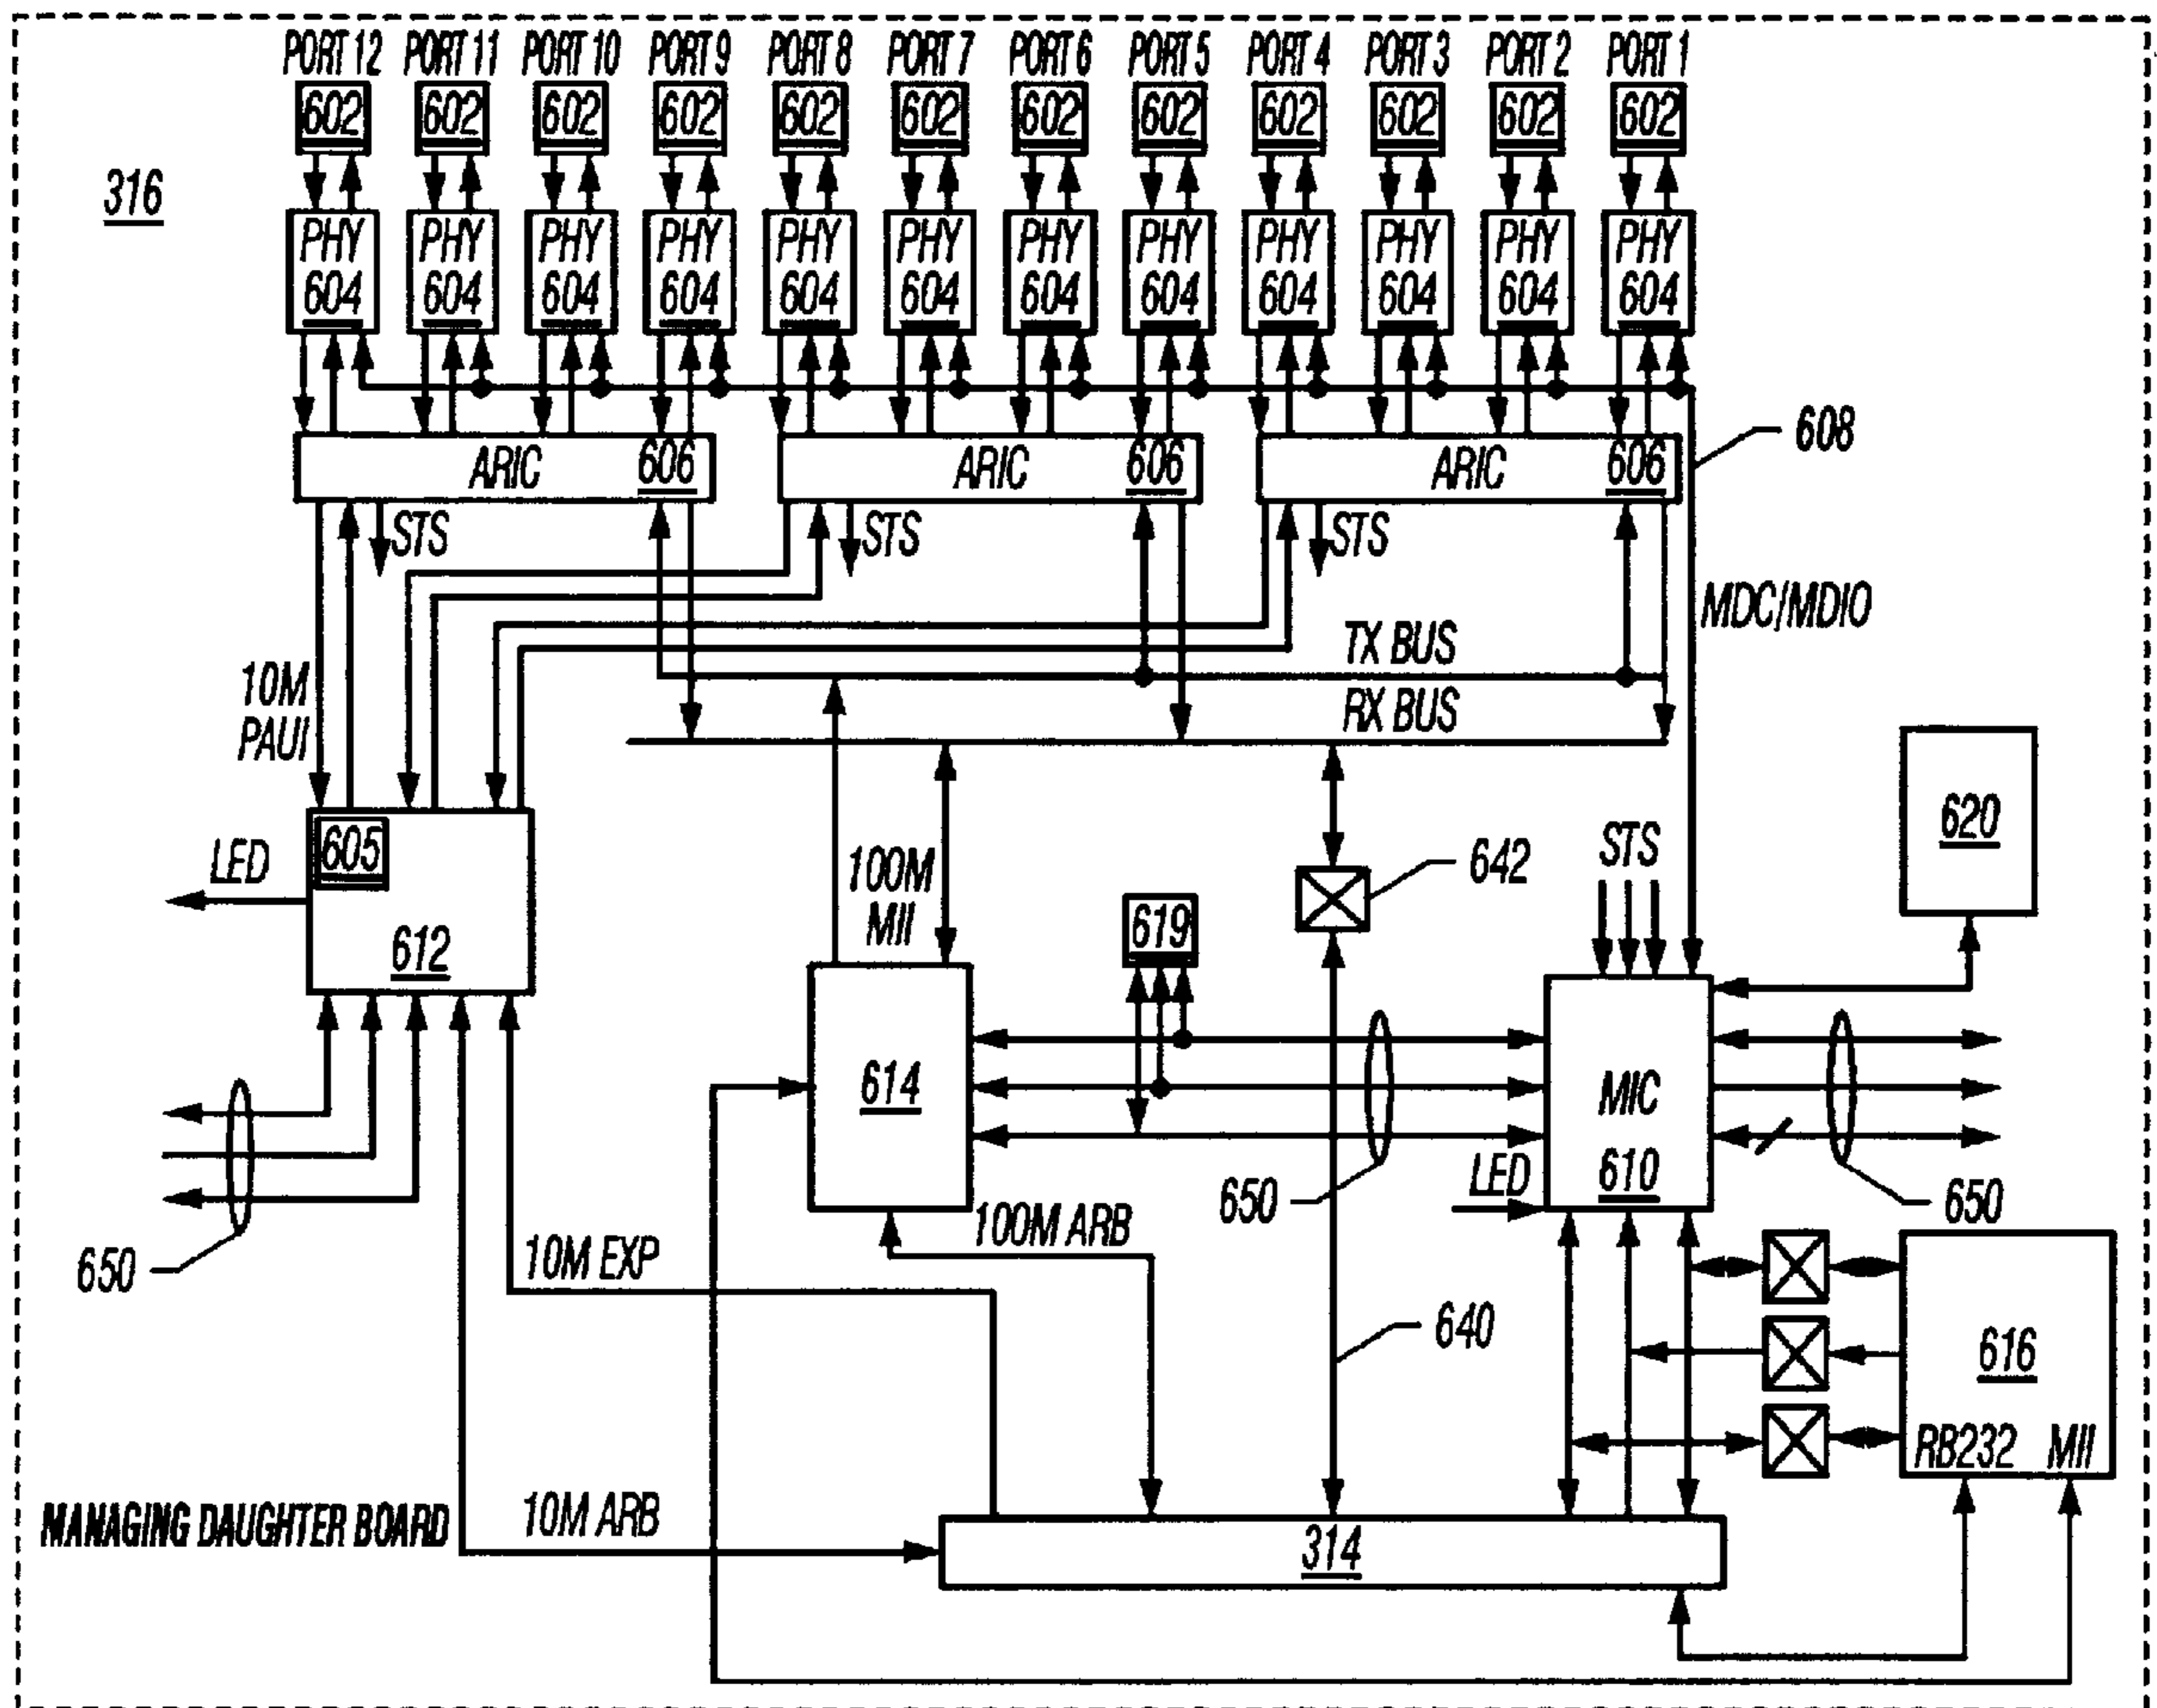 PORT 12 PORT 11 PORT 10 PORT 9 PORT 8 PORT 7 PORT 6 PORT 5 PORT 4 PORT 3 PORT 2 PORT 1
602 602 602 602 602 602 602 602 602 602 602 602
316
PHY PHY PHY PHY PHY PHY PHY PHY PHY PHY PHY PHY
604 604 604 604 604 604 604 604 604 604 604 604
608
ARIC 606 ARIC 606 ARIC 606
STS STS STS
MDC/MDIO
TX BUS
10M
PAUI
RX BUS
620
605
LED
STS
100M
MII
642
619
612
614
MIC
610
LED
650
650
650
100M ARB
10M EXP
640
616
RB232 MII
MANAGING DAUGHTER BOARD
10M ARB
314